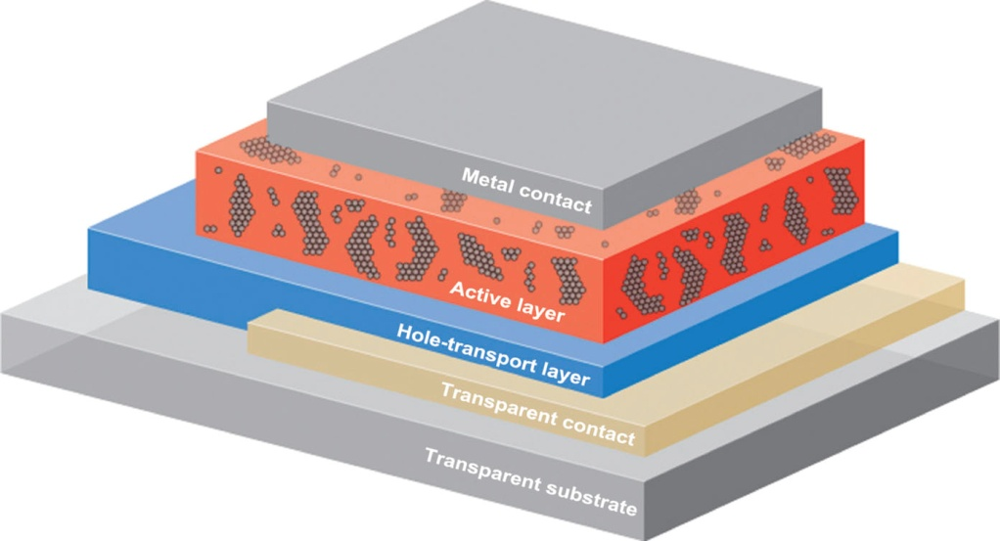 Metal contact
Active layer
Hole-transport layer
Transparent contact
Transparent substrate